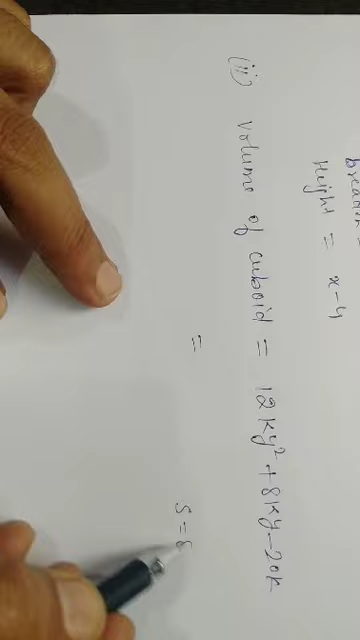 Height = x-4
(ii) Volume of cuboid = 12Ky² + 8Ky - 20K
=
S =